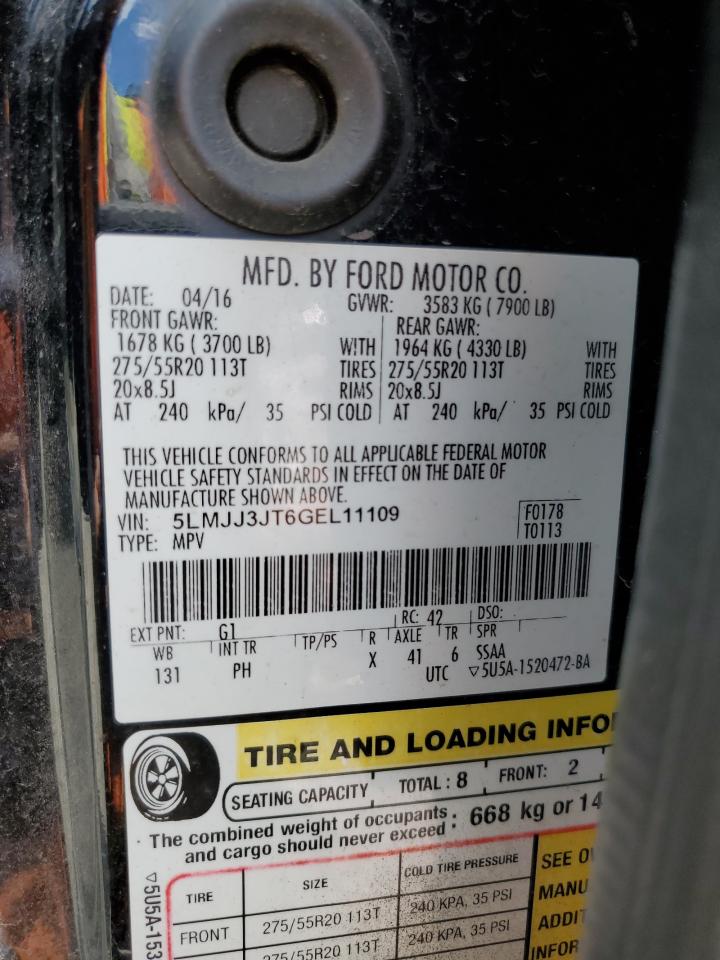 MFD. BY FORD MOTOR CO.
DATE: 04/16 GVWR: 3583 KG ( 7900 LB)
FRONT GAWR: REAR GAWR:
1678 KG ( 3700 LB) WITH 1964 KG ( 4330 LB) WITH
275/55R20 113T TIRES 275/55R20 113T TIRES
20x8.5J RIMS 20x8.5J RIMS
AT 240 kPa/ 35 PSI COLD AT 240 kPa/ 35 PSI COLD
THIS VEHICLE CONFORMS TO ALL APPLICABLE FEDERAL MOTOR
VEHICLE SAFETY STANDARDS IN EFFECT ON THE DATE OF
MANUFACTURE SHOWN ABOVE.
VIN: 5LMJJ3JT6GEL11109 F0178
TYPE: MPV T0113
EXT PNT: G1 RC: 42 DSO:
WB INT TR TP/PS R AXLE TR SPR
131 PH X 41 6 SSAA
UTC ▽5U5A-1520472-BA
TIRE AND LOADING INFO
SEATING CAPACITY TOTAL : 8 FRONT: 2
The combined weight of occupants
and cargo should never exceed : 668 kg or 14
TIRE SIZE COLD TIRE PRESSURE SEE O
MANU
FRONT 275/55R20 113T 240 KPA, 35 PSI ADDIT
275/55R20 113T 240 KPA, 35 PSI INFOR
▽5U5A-153